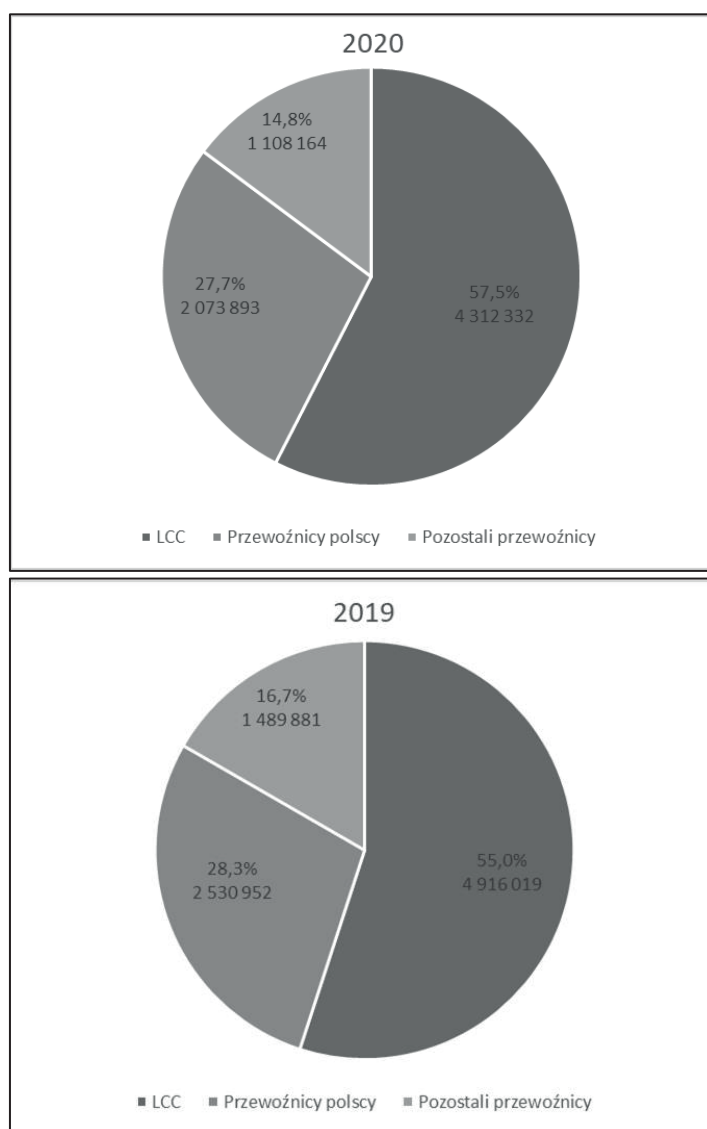 2020
14,8%
1 108 164
27,7%
2 073 893
57,5%
4 312 332
LCC Przewoźnicy polscy Pozostali przewoźnicy
2019
16,7%
1 489 881
28,3%
2 530 952
55,0%
4 916 019
LCC Przewoźnicy polscy Pozostali przewoźnicy